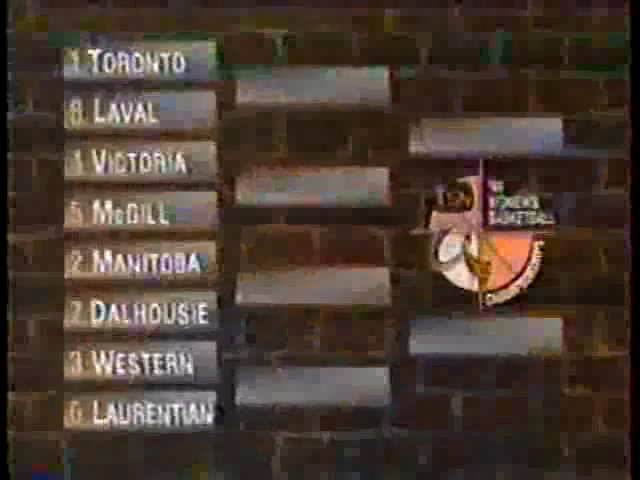 1. TORONTO
8. LAVAL
4. VICTORIA
5. MCGILL
2. MANITOBA
7. DALHOUSIE
3. WESTERN
6. LAURENTIAN
WOMEN'S
BASKETBALL